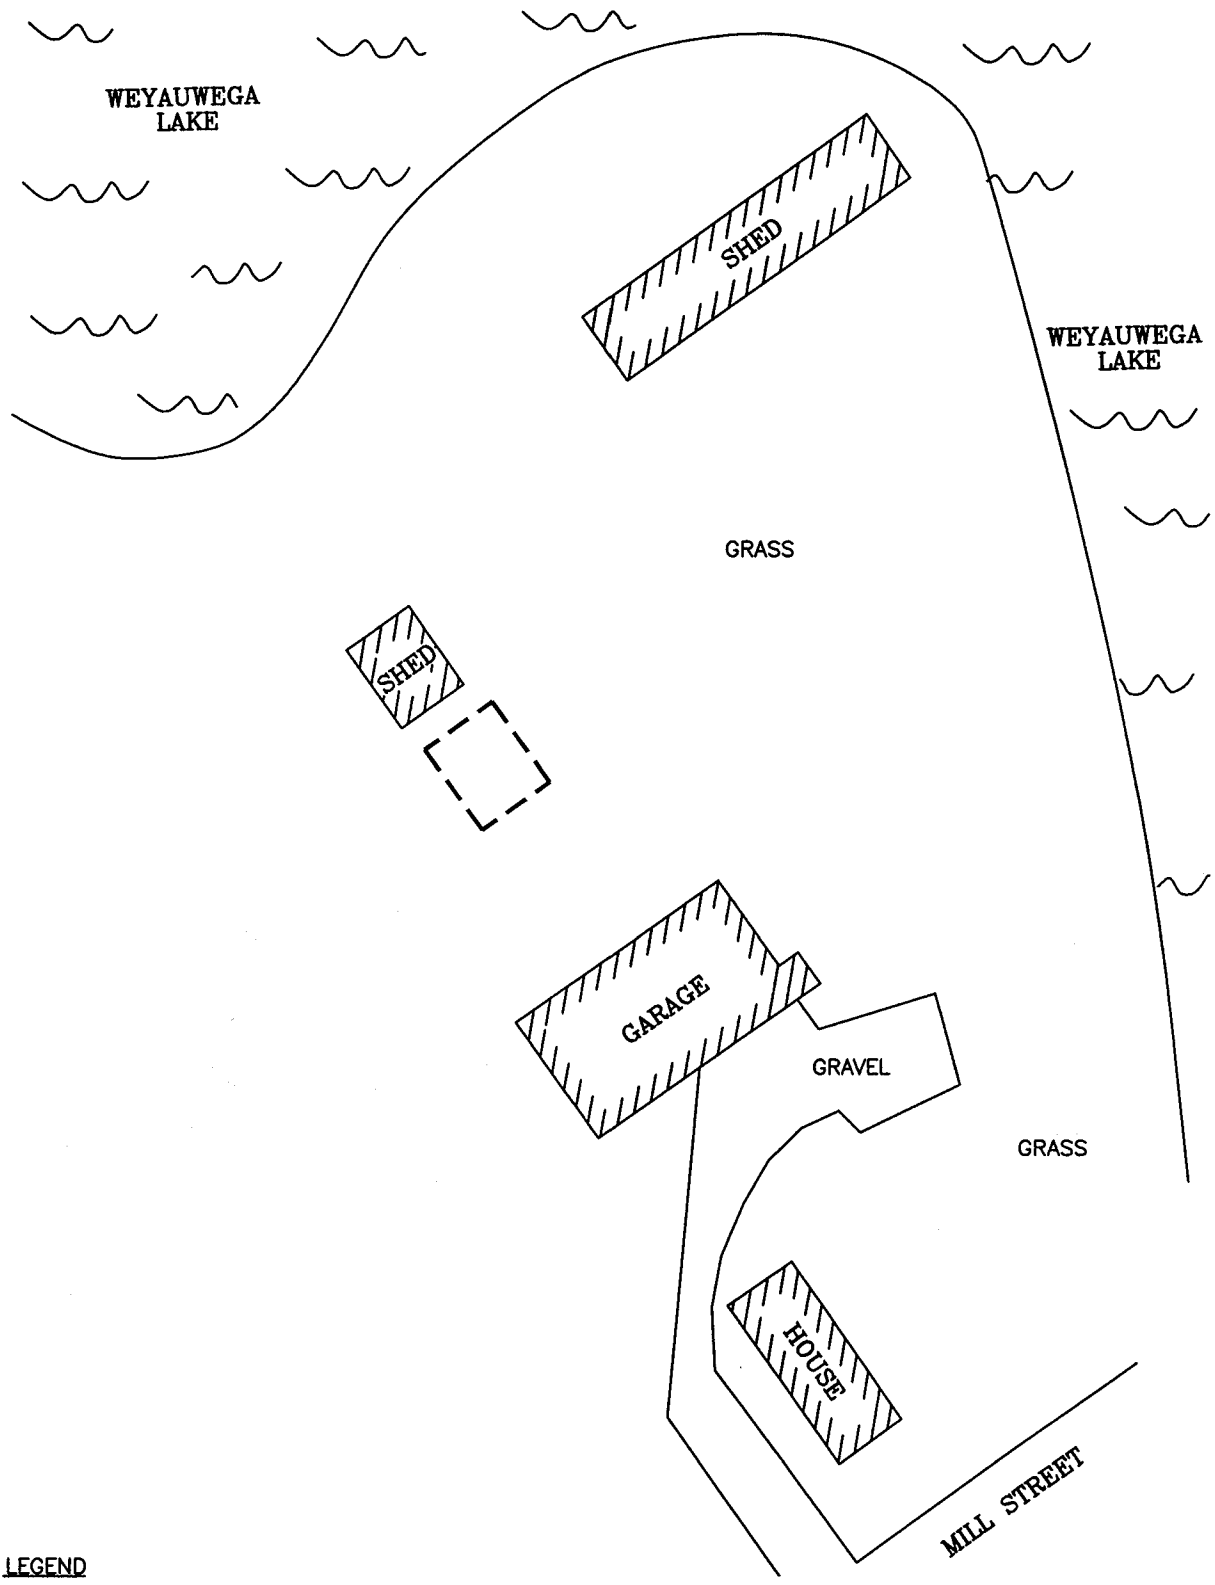 WEYAUWEGA
LAKE
SHED
WEYAUWEGA
LAKE
GRASS
SHED
GARAGE
GRAVEL
GRASS
HOUSE
MILL STREET
LEGEND